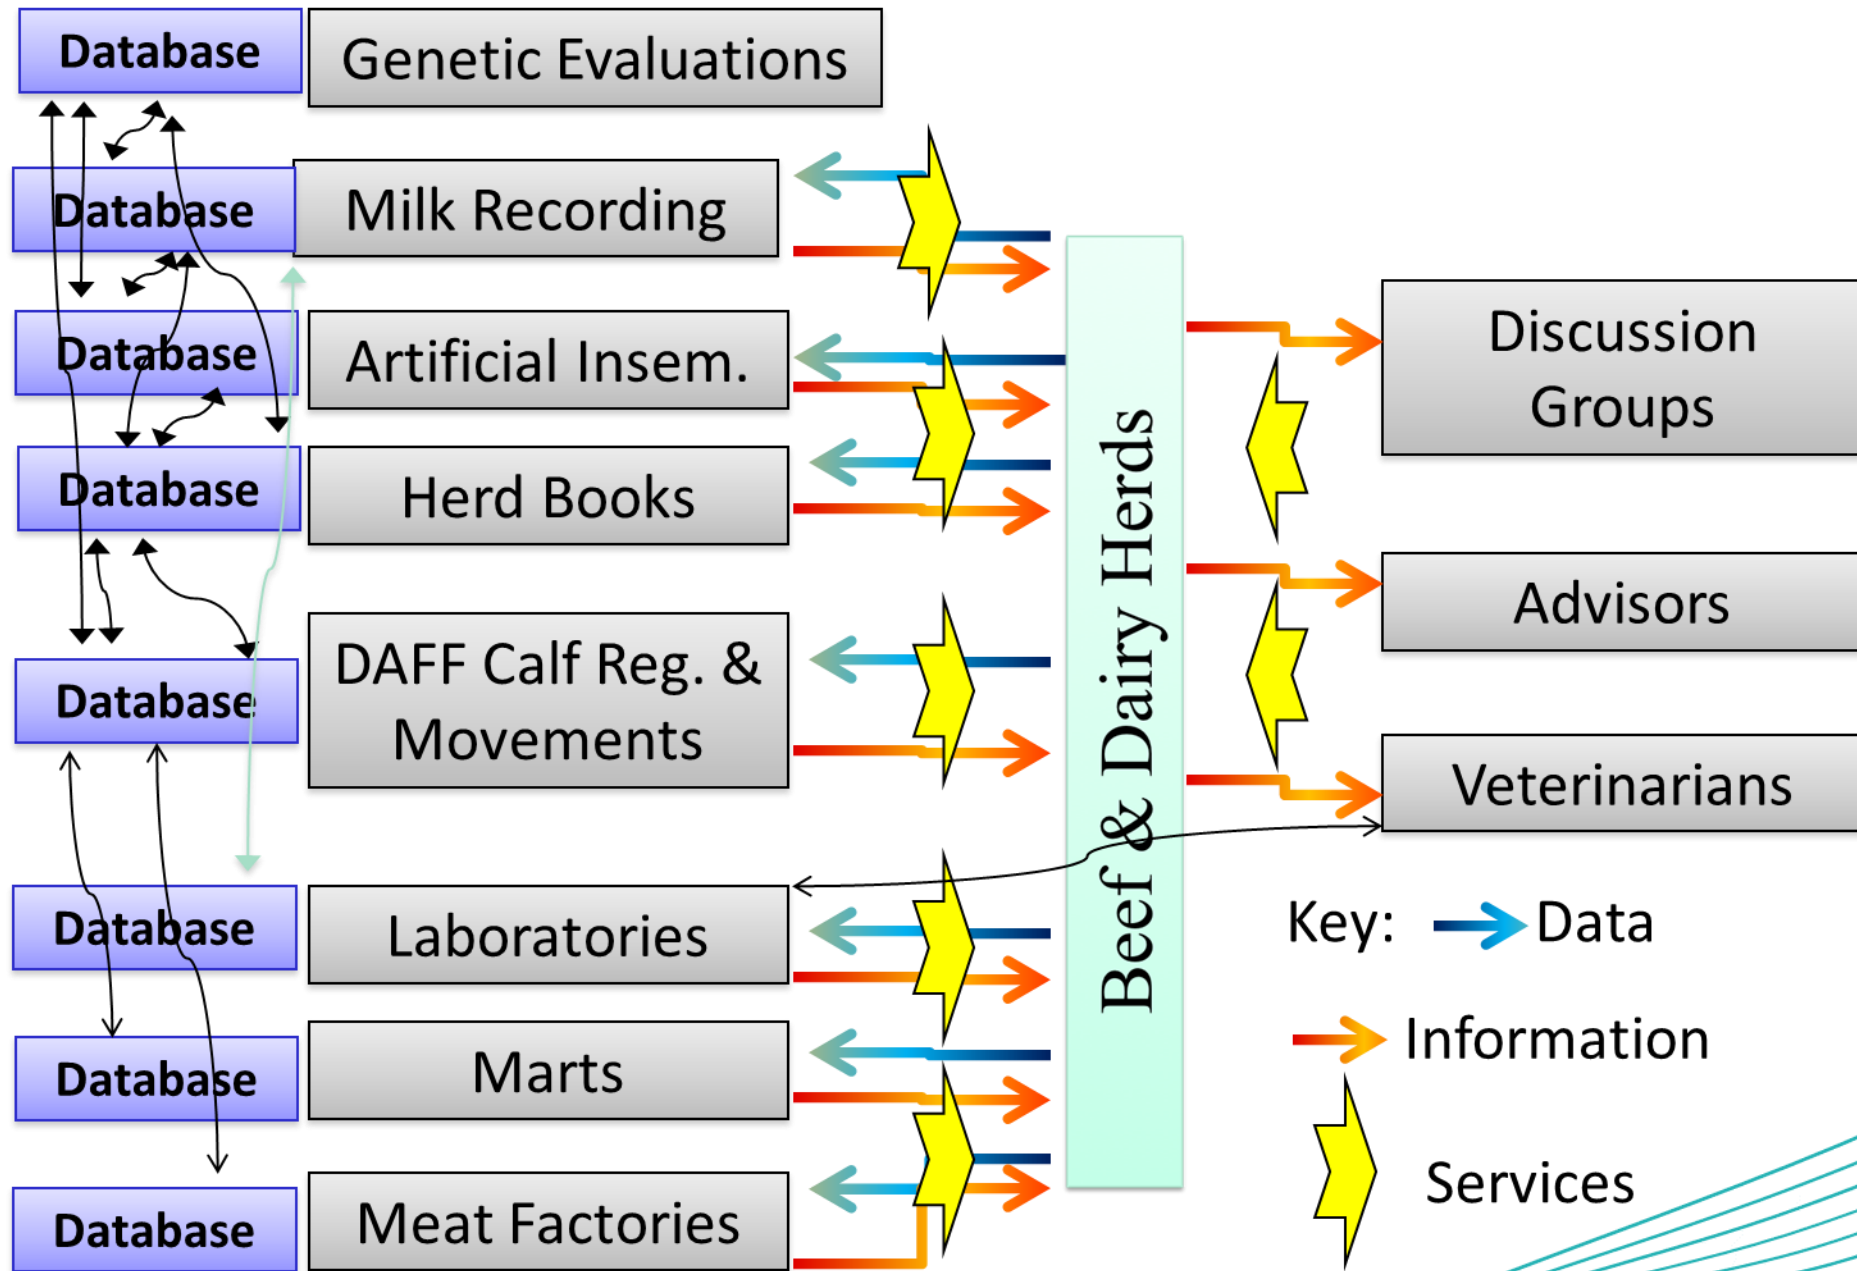 Database
Genetic Evaluations
Database
Milk Recording
Database
Artificial Insem.
Database
Herd Books
Database
DAFF Calf Reg. &
Movements
Database
Laboratories
Database
Marts
Database
Meat Factories
Beef & Dairy Herds
Discussion
Groups
Advisors
Veterinarians
Key:
Data
Information
Services